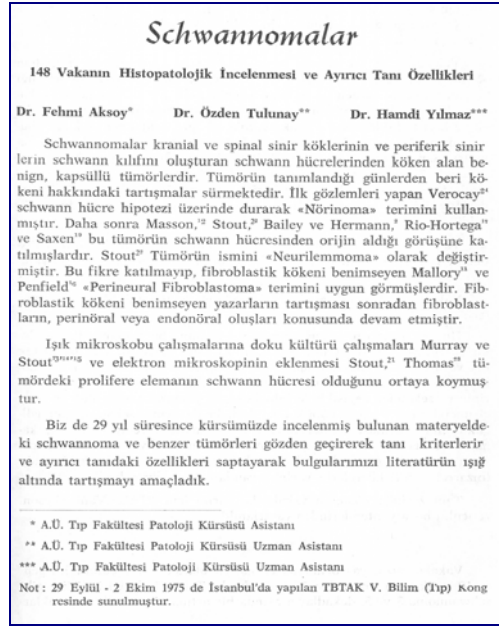 Schwannomalar
148 Vakanın Histopatolojik İncelenmesi ve Ayırıcı Tanı Özellikleri
Dr. Fehmi Aksoy* Dr. Özden Tulunay** Dr. Hamdi Yılmaz***
Schwannomalar kranial ve spinal sinir köklerinin ve periferik sinir
lerin schwann kılıfını oluşturan schwann hücrelerinden köken alan be-
nign, kapsüllü tümörlerdir. Tümörün tanımlandığı günlerden beri kö-
keni hakkındaki tartışmalar sürmektedir. İlk gözlemleri yapan Verocay
schwann hücre hipotezi üzerinde durarak «Nörinoma» terimini kullan-
mıştır. Daha sonra Masson, Stout, Bailey ve Hermann, Rio-Hortega
ve Saxen bu tümörün schwann hücresinden orijin aldığı görüşüne ka-
tılmışlardır. Stout Tümörün ismini «Neurilemmoma» olarak değiştir-
miştir. Bu fikre katılmayıp, fibroblastik kökeni benimseyen Mallory ve
Penfield «Perineural Fibroblastoma» terimini uygun görmüşlerdir. Fib-
roblastik kökeni benimseyen yazarların tartışması sonradan fibroblast-
ların, perinöral veya endonöral oluşları konusunda devam etmiştir.
Işık mikroskobu çalışmalarına doku kültürü çalışmaları Murray ve
Stout ve elektron mikroskopinin eklenmesi Stout, Thomas tü-
mördeki prolifere elemanın schwann hücresi olduğunu ortaya koymuş
tur.
Biz de 29 yıl süresince kürsümüzde incelenmiş bulunan materyelde-
ki schwannoma ve benzer tümörleri gözden geçirerek tanı kriterlerir
ve ayırıcı tanıdaki özellikleri saptayarak bulgularımızı literatürün ışığ
altında tartışmayı amaçladık.
* A.Ü. Tıp Fakültesi Patoloji Kürsüsü Asistanı
** A.Ü. Tıp Fakültesi Patoloji Kürsüsü Uzman Asistanı
*** A.Ü. Tıp Fakültesi Patoloji Kürsüsü Uzman Asistanı
Not : 29 Eylül - 2 Ekim 1975 de İstanbul'da yapılan TBTAK V. Bilim (Tıp) Kong
resinde sunulmuştur.